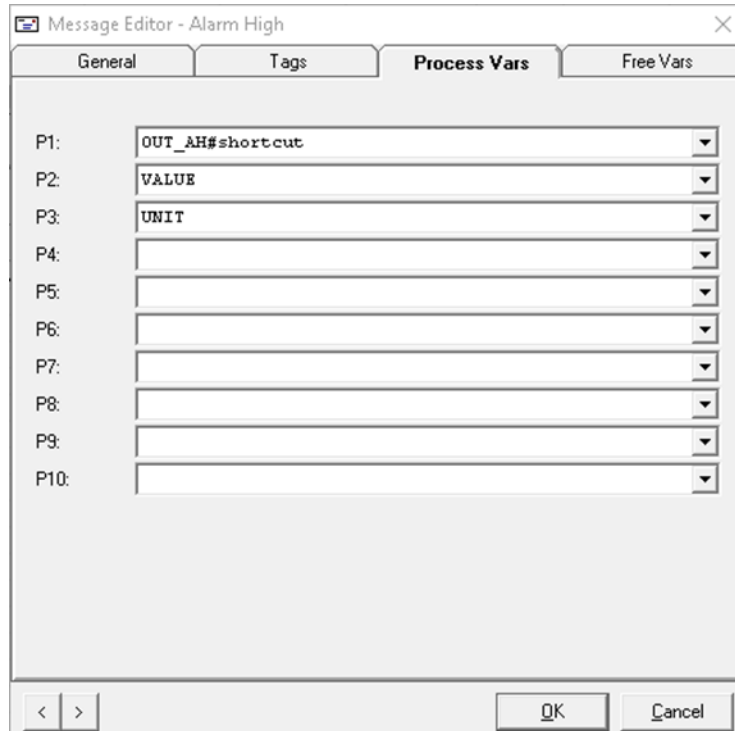 Message Editor - Alarm High
General Tags Process Vars Free Vars
P1: OUT_AH#shortcut
P2: VALUE
P3: UNIT
P4:
P5:
P6:
P7:
P8:
P9:
P10:
< > OK Cancel